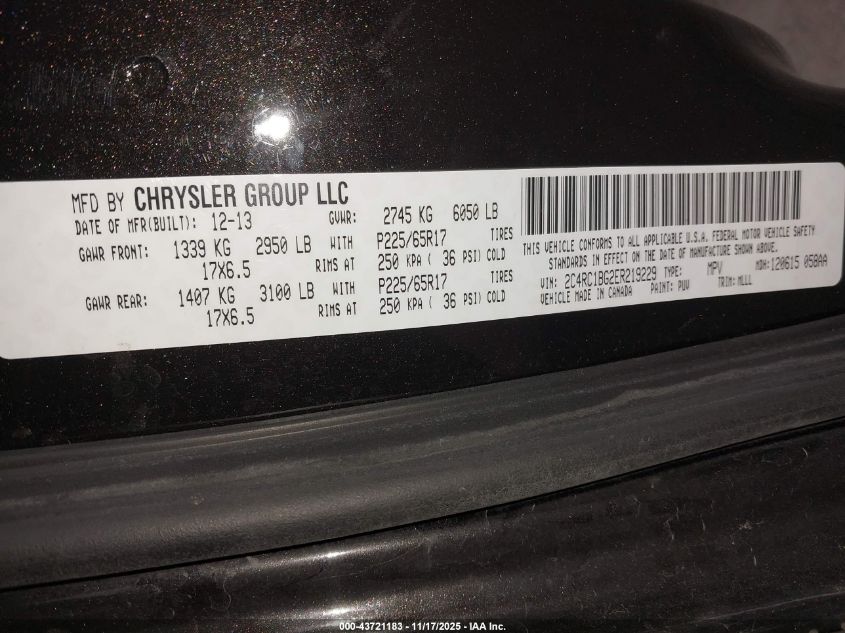 MFD BY CHRYSLER GROUP LLC
DATE OF MFR(BUILT): 12-13 GVWR: 2745 KG 6050 LB
GAWR FRONT: 1339 KG 2950 LB WITH P225/65R17 TIRES
17X6.5 RIMS AT 250 KPA ( 36 PSI) COLD
GAWR REAR: 1407 KG 3100 LB WITH P225/65R17 TIRES
17X6.5 RIMS AT 250 KPA ( 36 PSI) COLD
THIS VEHICLE CONFORMS TO ALL APPLICABLE U.S.A. FEDERAL MOTOR VEHICLE SAFETY
STANDARDS IN EFFECT ON THE DATE OF MANUFACTURE SHOWN ABOVE.
VIN: 2C4RC1BG2ER219229 TYPE: MPV MDH: 120615 058AA
VEHICLE MADE IN CANADA PAINT: PUV TRIM: MLLL
000-43721183 - 11/17/2025 - IAA Inc.